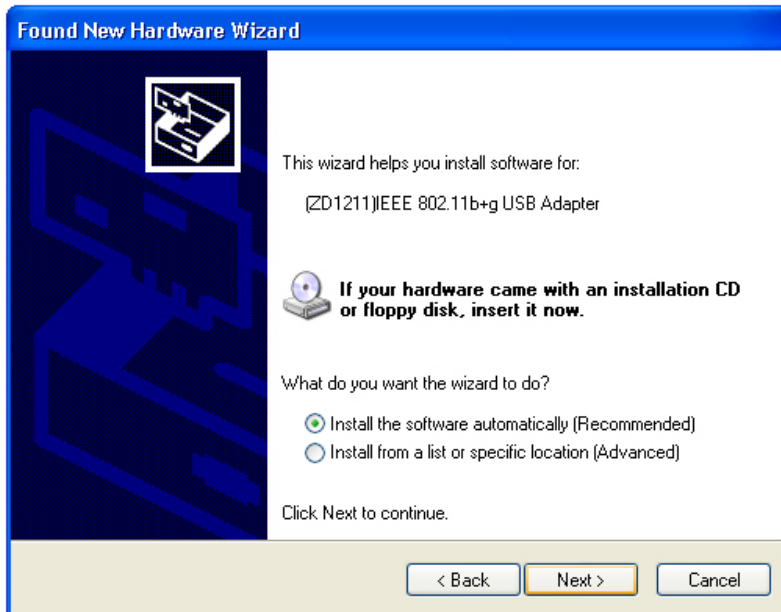 Found New Hardware Wizard
This wizard helps you install software for:
(ZD1211)IEEE 802.11b+g USB Adapter
If your hardware came with an installation CD
or floppy disk, insert it now.
What do you want the wizard to do?
Install the software automatically (Recommended)
Install from a list or specific location (Advanced)
Click Next to continue.
< Back
Next >
Cancel